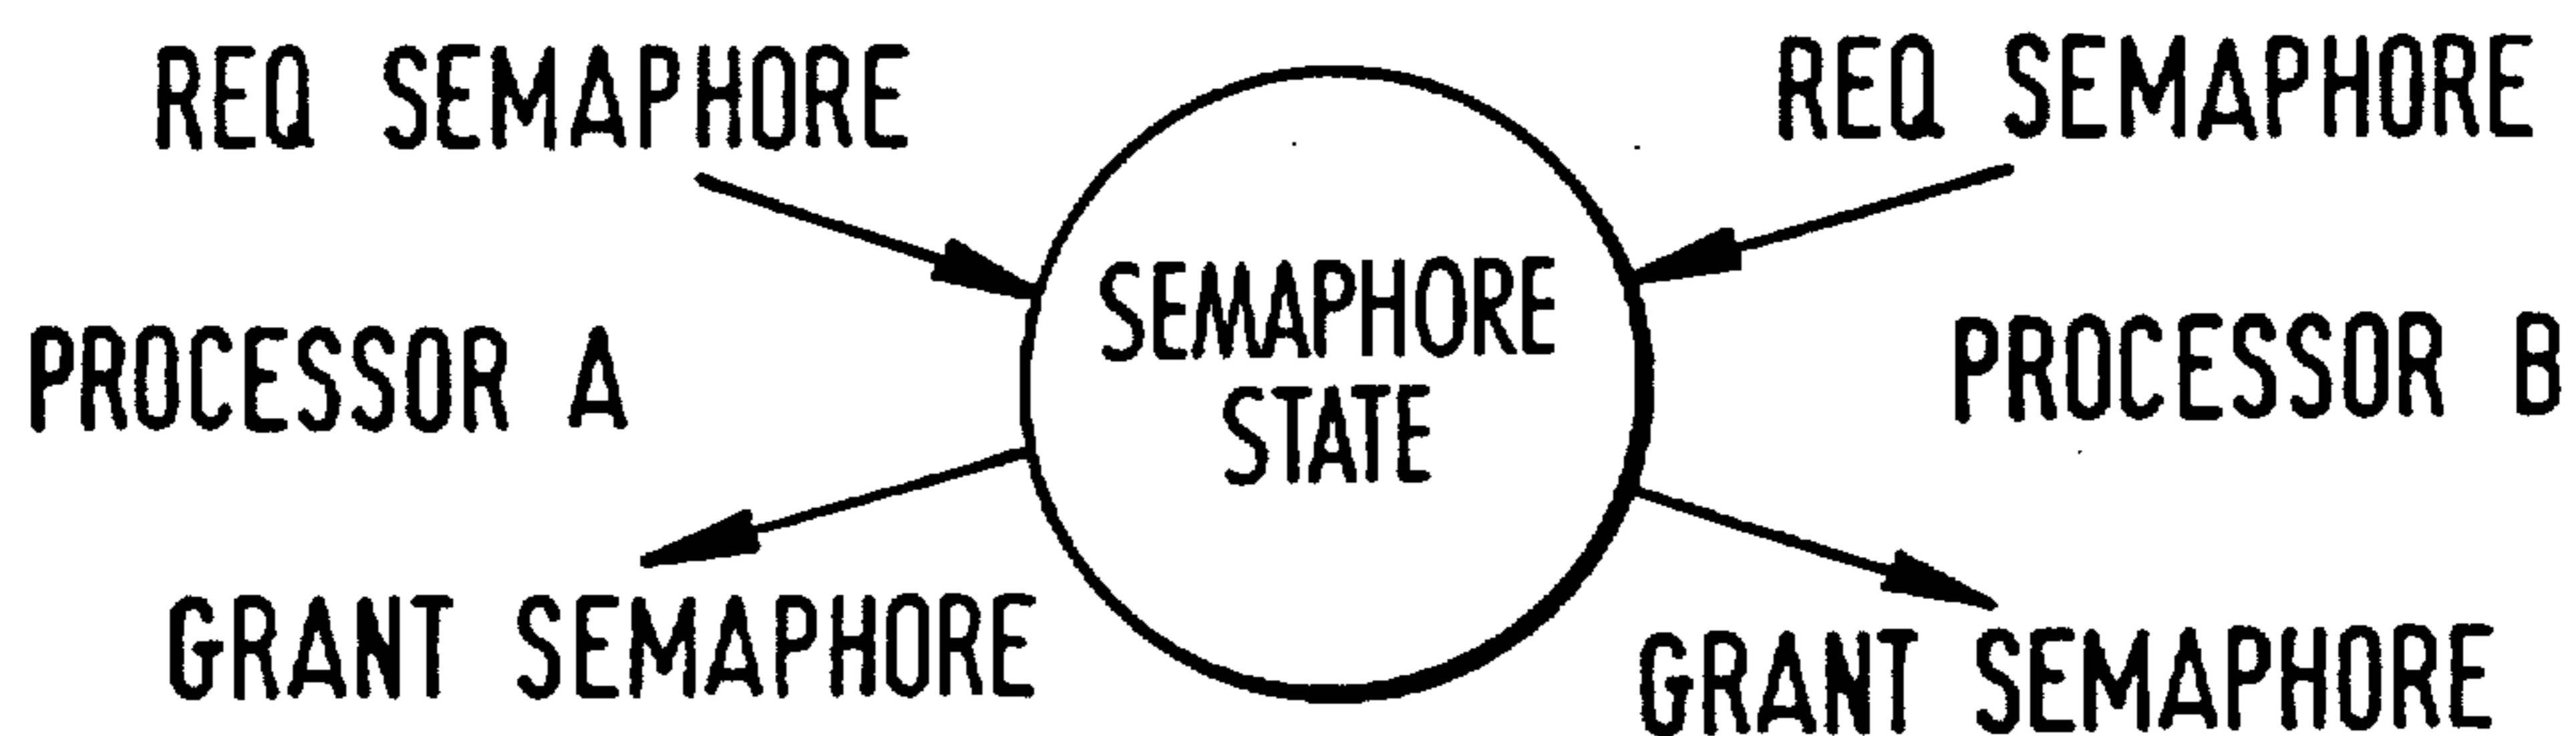 REQ SEMAPHORE
REQ SEMAPHORE
SEMAPHORE
STATE
PROCESSOR A
PROCESSOR B
GRANT SEMAPHORE
GRANT SEMAPHORE